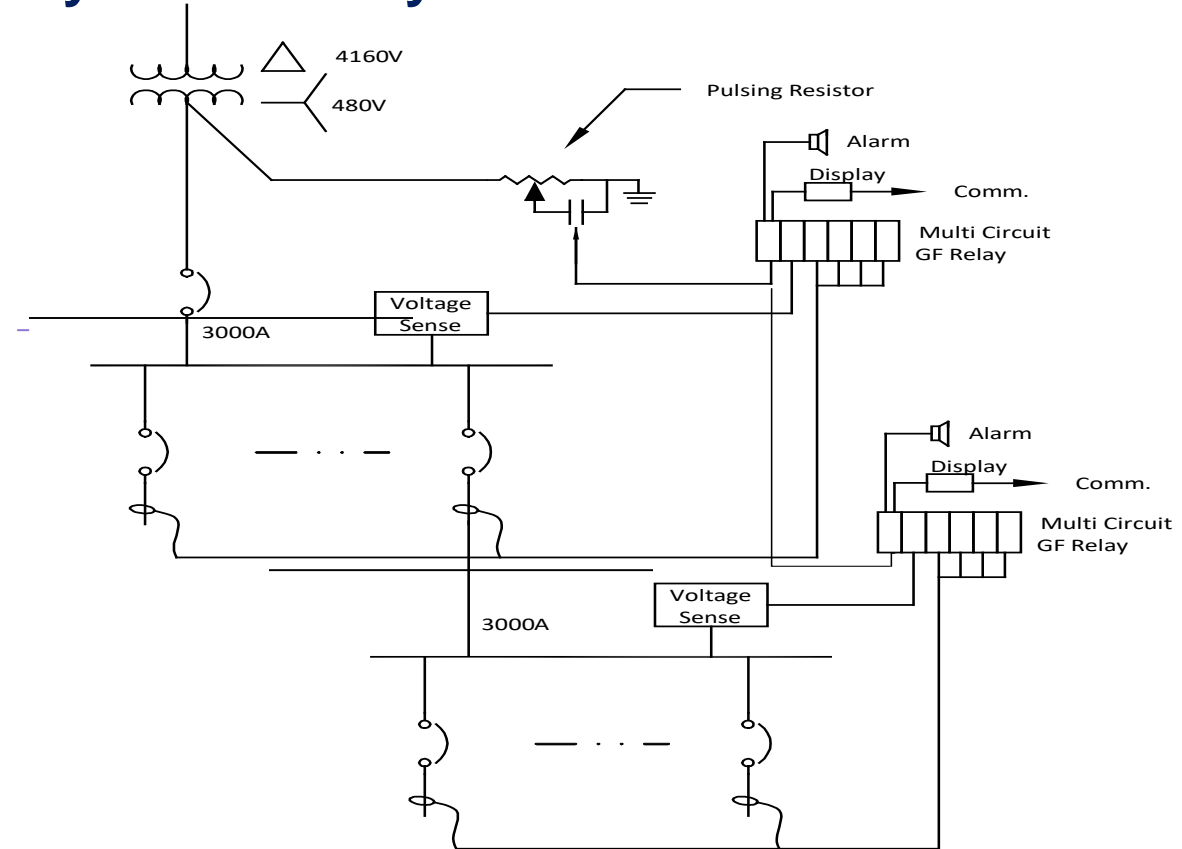 4160V
480V
Pulsing Resistor
Alarm
Display
Comm.
Multi Circuit
GF Relay
Voltage
Sense
3000A
Alarm
Display
Comm.
Multi Circuit
GF Relay
Voltage
Sense
3000A